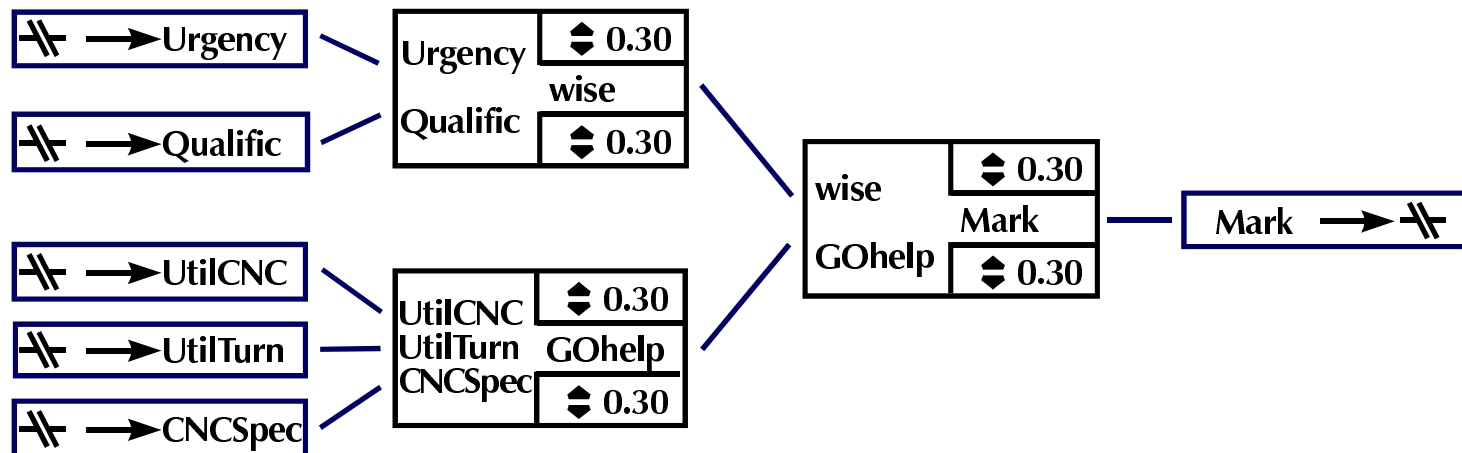 Urgency
Qualific
UtilCNC
UtilTurn
CNCSpec
Urgency
Qualific
0.30
wise
0.30
UtilCNC
UtilTurn
CNCSpec
0.30
GOhelp
0.30
wise
GOhelp
0.30
Mark
0.30
Mark